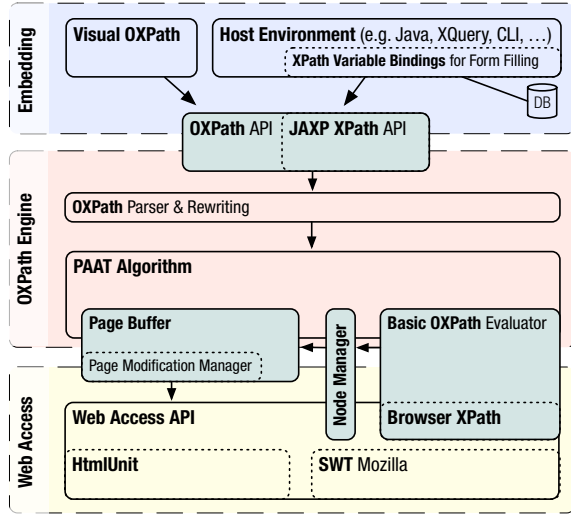 Embedding
Visual OXPath
Host Environment (e.g. Java, XQuery, CLI, …)
XPath Variable Bindings for Form Filling
DB
OXPath API
JAXP XPath API
OXPath Engine
OXPath Parser & Rewriting
PAAT Algorithm
Page Buffer
Page Modification Manager
Node Manager
Basic OXPath Evaluator
Browser XPath
Web Access
Web Access API
HtmlUnit
SWT Mozilla